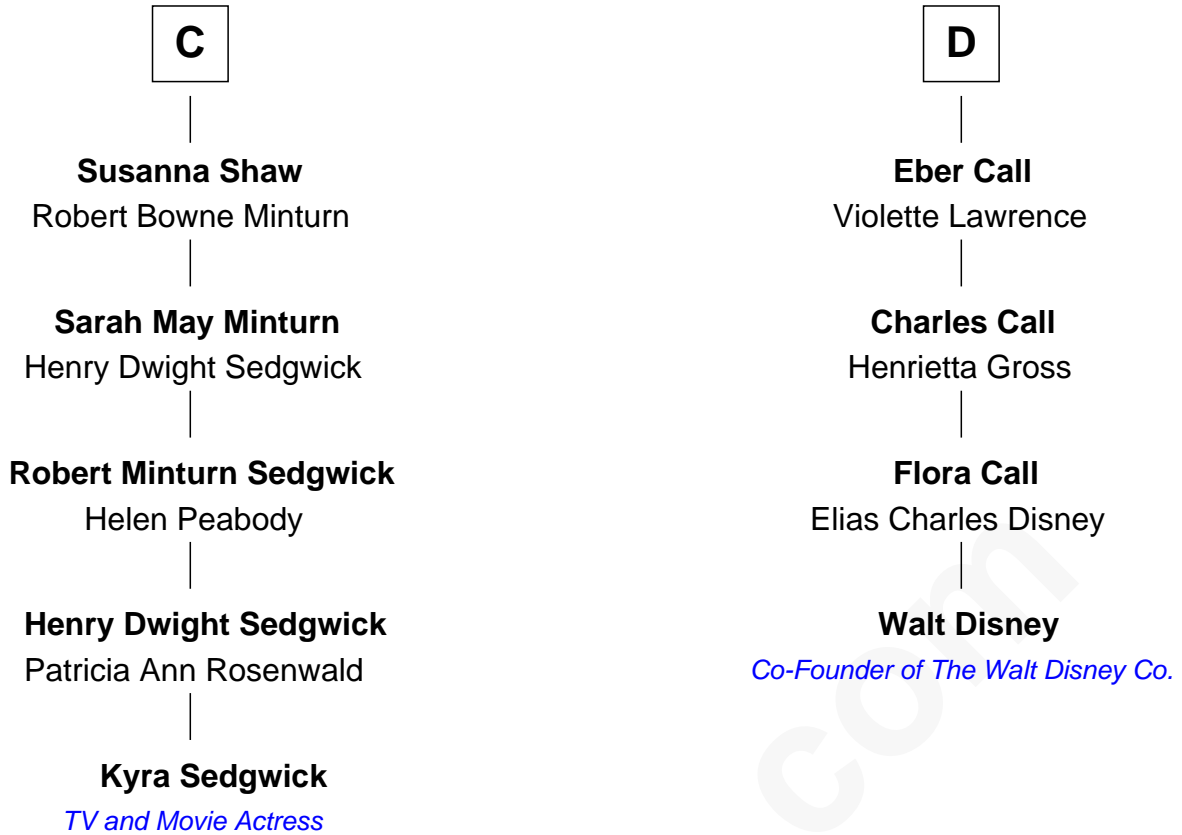 C
Susanna Shaw
Robert Bowne Minturn
Sarah May Minturn
Henry Dwight Sedgwick
Robert Minturn Sedgwick
Helen Peabody
Henry Dwight Sedgwick
Patricia Ann Rosenwald
Kyra Sedgwick
TV and Movie Actress
D
Eber Call
Violette Lawrence
Charles Call
Henrietta Gross
Flora Call
Elias Charles Disney
Walt Disney
Co-Founder of The Walt Disney Co.
com